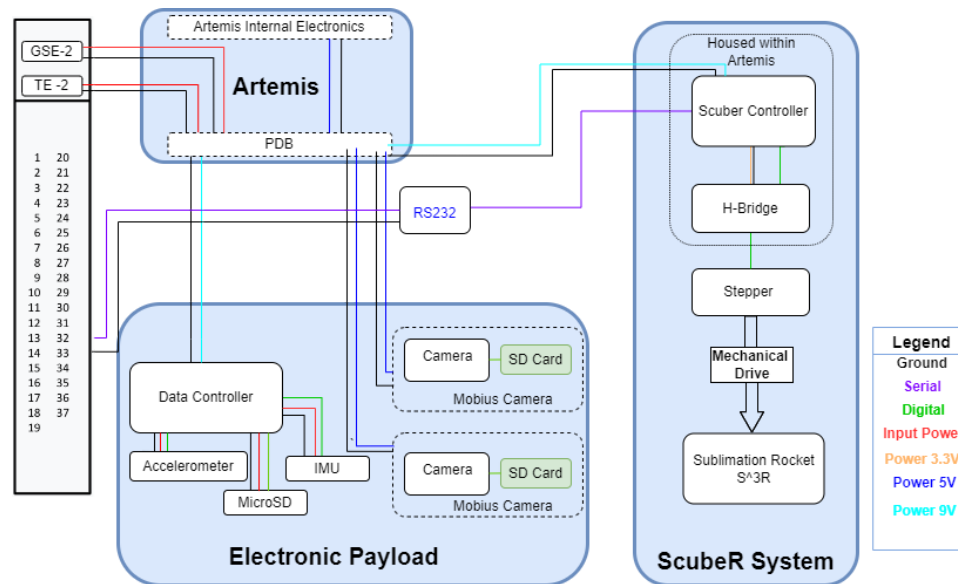 GSE-2
TE -2
1 20
2 21
3 22
4 23
5 24
6 25
7 26
8 27
9 28
10 29
11 30
12 31
13 32
14 33
15 34
16 35
17 36
18 37
19
Artemis Internal Electronics
Artemis
PDB
RS232
Housed within
Artemis
Scuber Controller
H-Bridge
Stepper
Mechanical
Drive
Sublimation Rocket
S^3R
ScubeR System
Data Controller
Accelerometer
MicroSD
IMU
Camera
SD Card
Mobius Camera
Camera
SD Card
Mobius Camera
Electronic Payload
Legend
Ground
Serial
Digital
Input Power
Power 3.3V
Power 5V
Power 9V